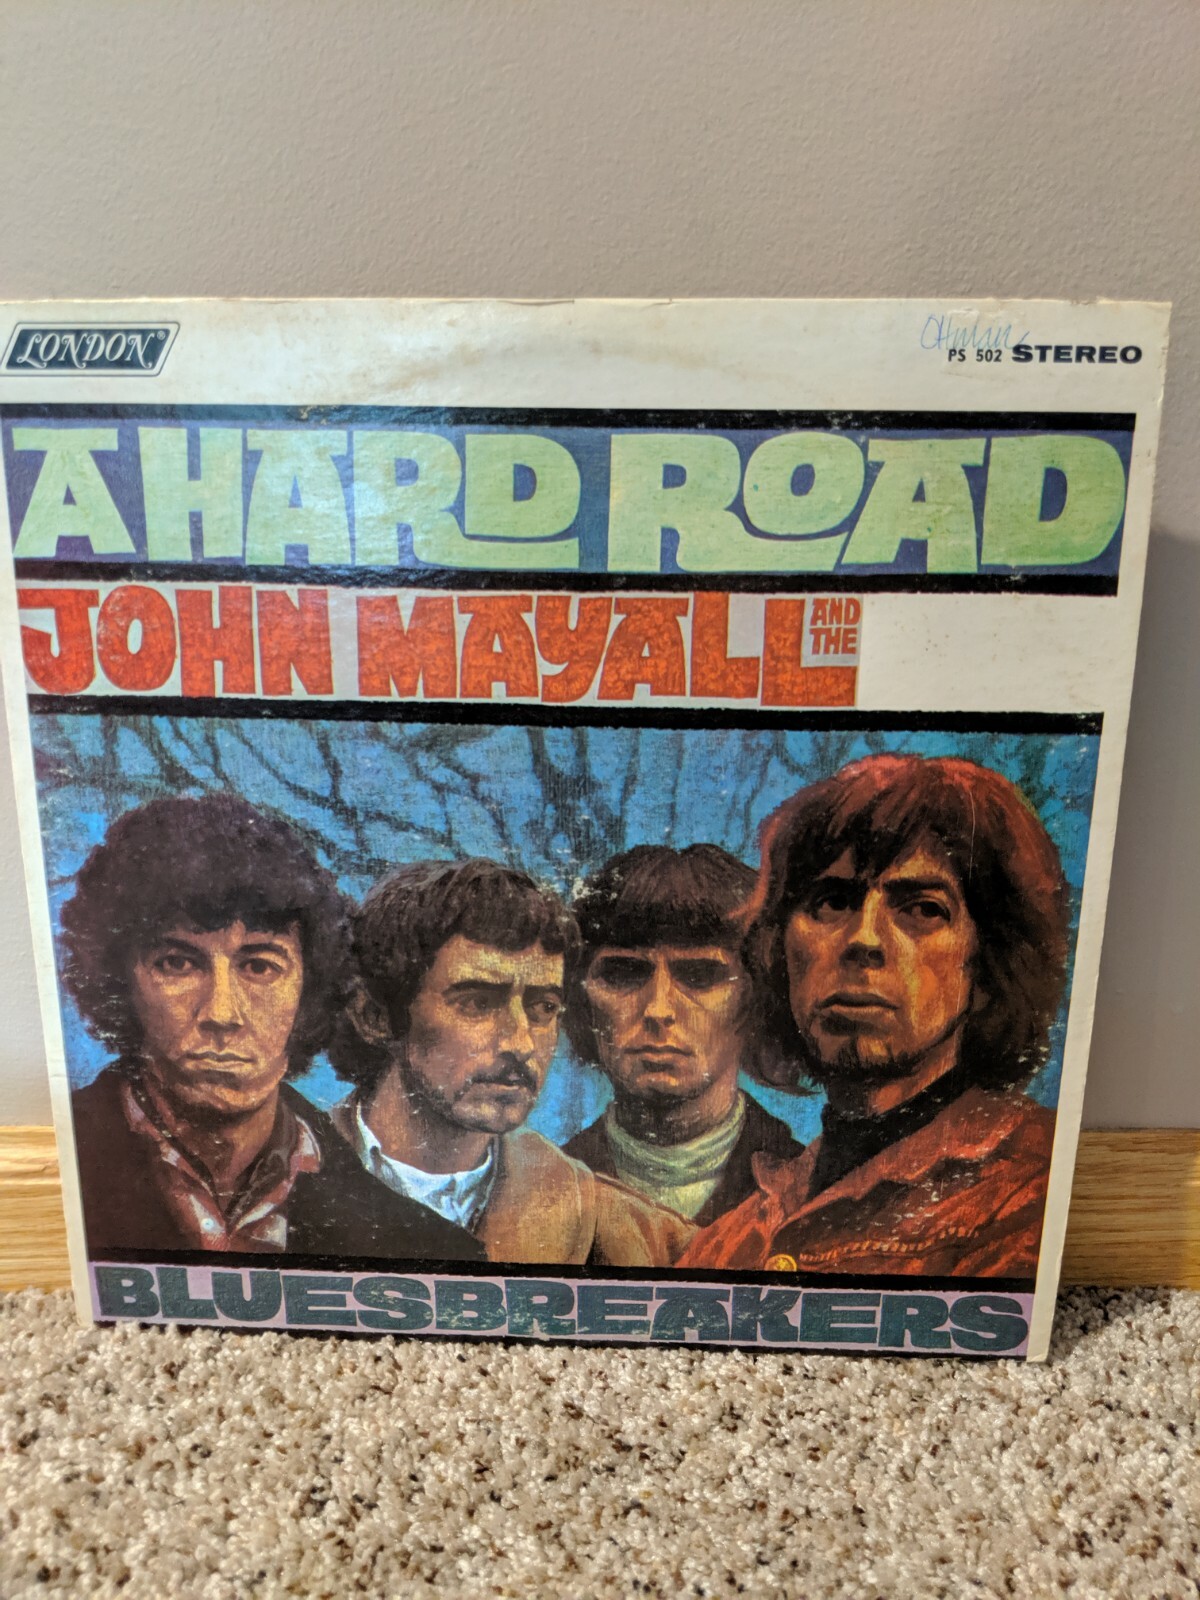 LONDON®
PS 502 STEREO
A HARD ROAD
JOHN MAYALL AND THE
BLUESBREAKERS